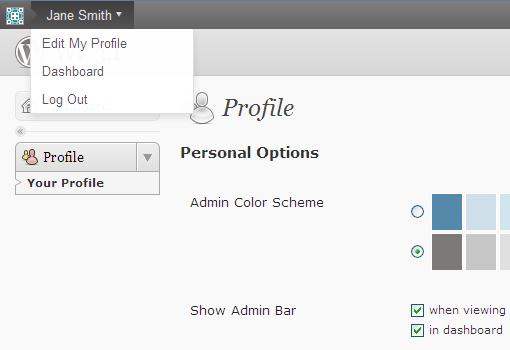 Jane Smith
Edit My Profile
Dashboard
Log Out
Profile
Profile
Your Profile
Personal Options
Admin Color Scheme
Show Admin Bar
when viewing
in dashboard